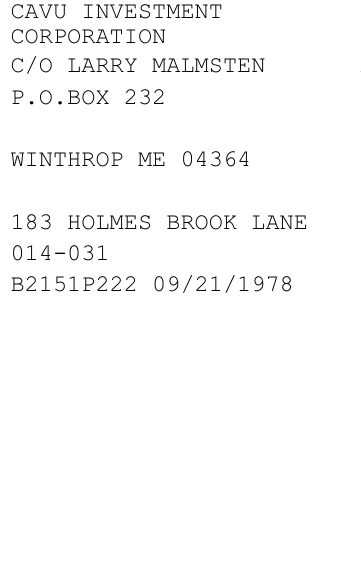 CAVU INVESTMENT
CORPORATION
C/O LARRY MALMSTEN
P.O.BOX 232
WINTHROP ME 04364
183 HOLMES BROOK LANE
014-031
B2151P222 09/21/1978